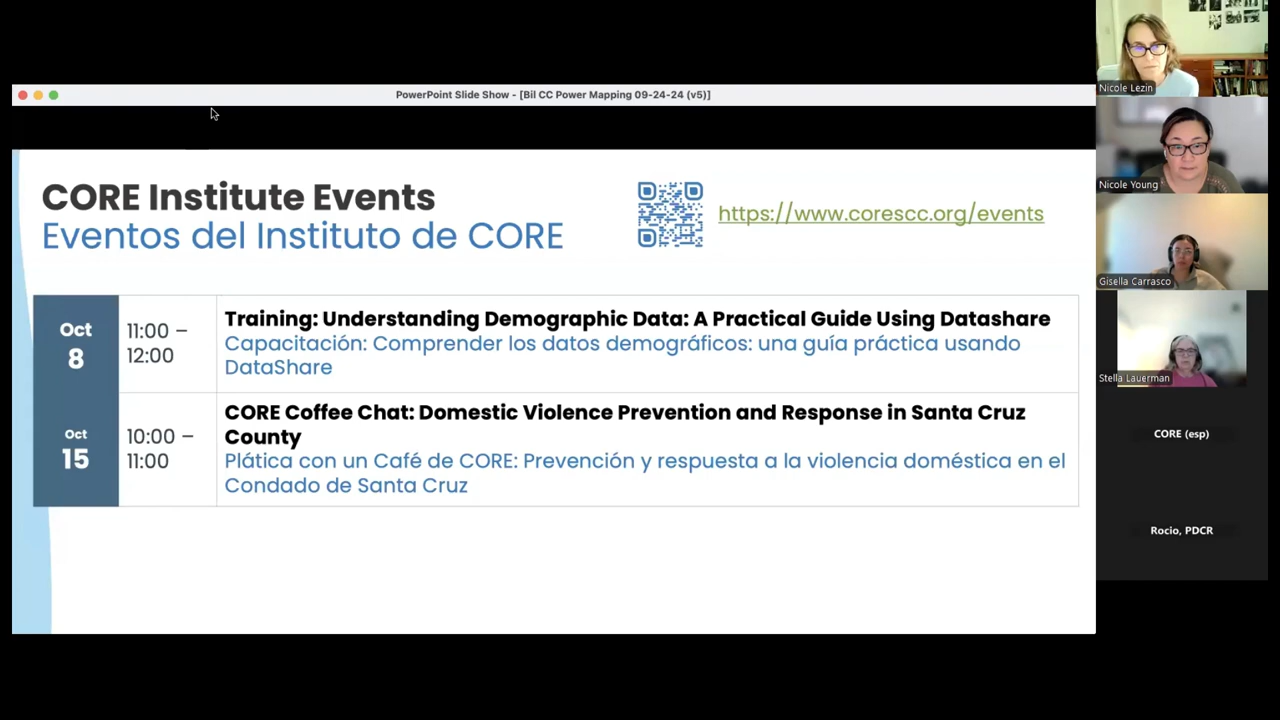 PowerPoint Slide Show - [Bil CC Power Mapping 09-24-24 (v5)]
CORE Institute Events
Eventos del Instituto de CORE
https://www.corescc.org/events
Oct
8
11:00 –
12:00
Training: Understanding Demographic Data: A Practical Guide Using Datashare
Capacitación: Comprender los datos demográficos: una guía práctica usando
DataShare
Oct
15
10:00 –
11:00
CORE Coffee Chat: Domestic Violence Prevention and Response in Santa Cruz
County
Plática con un Café de CORE: Prevención y respuesta a la violencia doméstica en el
Condado de Santa Cruz
Nicole Lezin
Nicole Young
Gisella Carrasco
Stella Lauerman
CORE (esp)
Rocio, PDCR